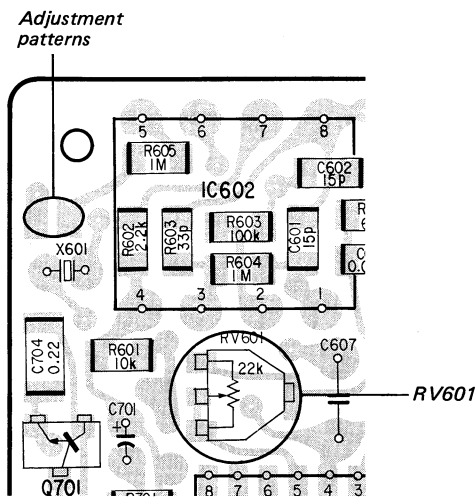 Adjustment
patterns
5 6 7 8
R605
1M
C602
15p
IC602
R602
2.2k
R603
33p
R603
100k
C601
15p
R604
1M
X601
4 3 2 1
C704
0.22
R601
10k
RV601
22k
C607
RV601
C701
+
Q701
8 7 6 5 4 3
R701